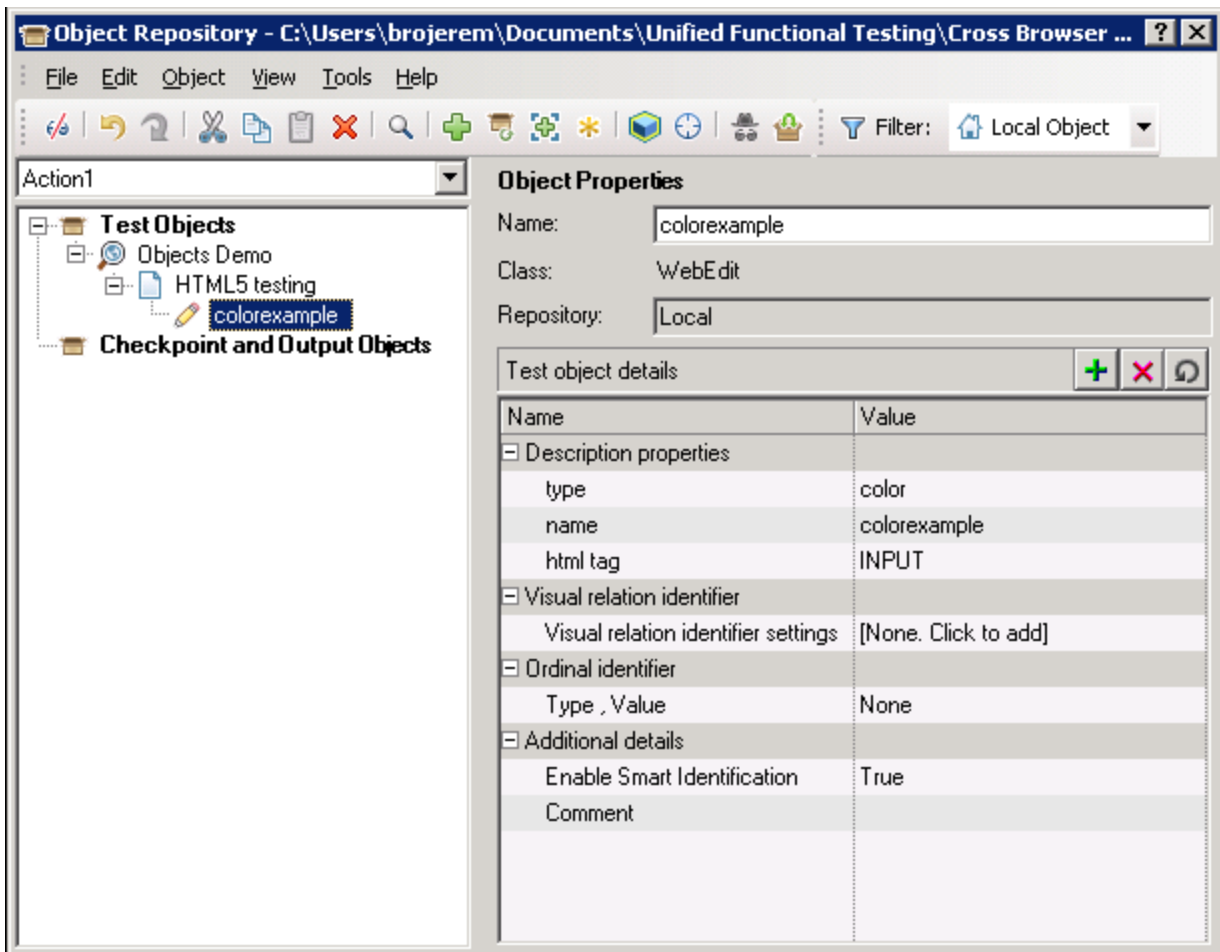 Object Repository - C:\Users\brojerem\Documents\Unified Functional Testing\Cross Browser ...
File Edit Object View Tools Help
Filter: Local Object
Action1
Test Objects
Objects Demo
HTML5 testing
colorexample
Checkpoint and Output Objects
Object Properties
Name: colorexample
Class: WebEdit
Repository: Local
Test object details
Name Value
Description properties
type color
name colorexample
html tag INPUT
Visual relation identifier
Visual relation identifier settings [None. Click to add]
Ordinal identifier
Type , Value None
Additional details
Enable Smart Identification True
Comment